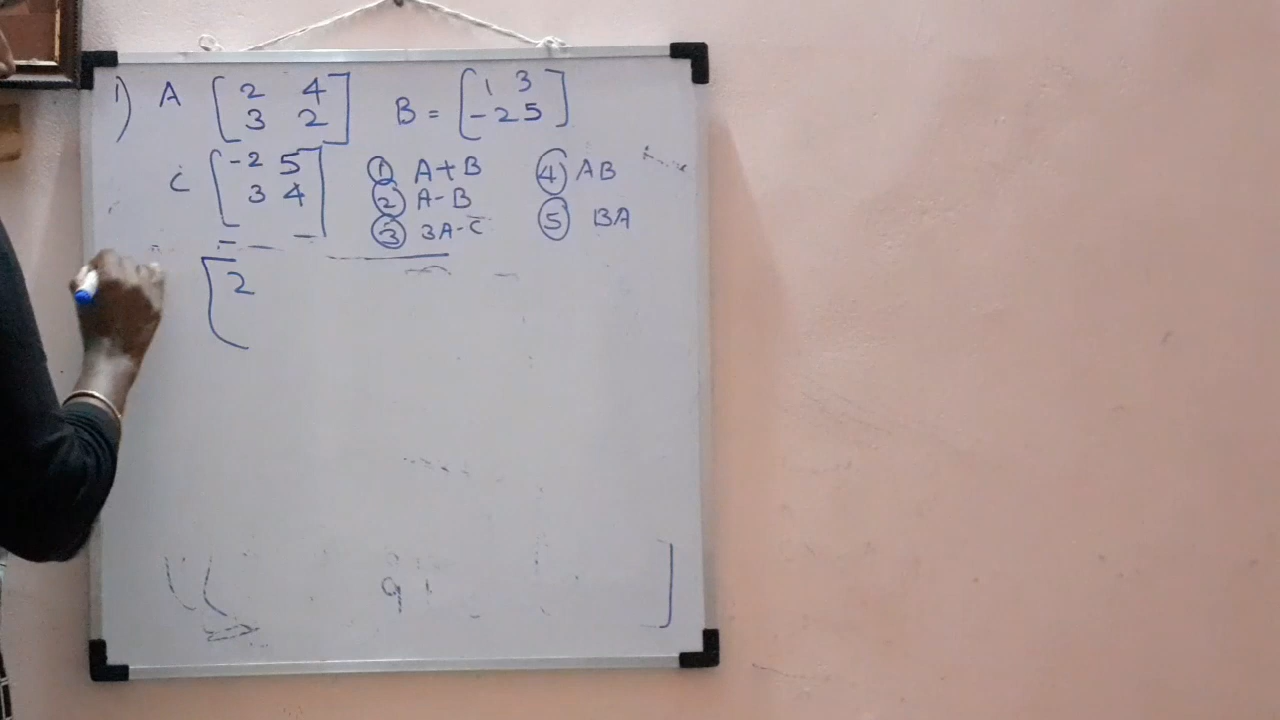 1) A [ 2 4 ] B = [ 1 3 ]
3 2 -2 5
C [ -2 5 ] ① A+B ④ AB
3 4 ② A-B
③ 3A-C ⑤ BA
[ 2
9 ]